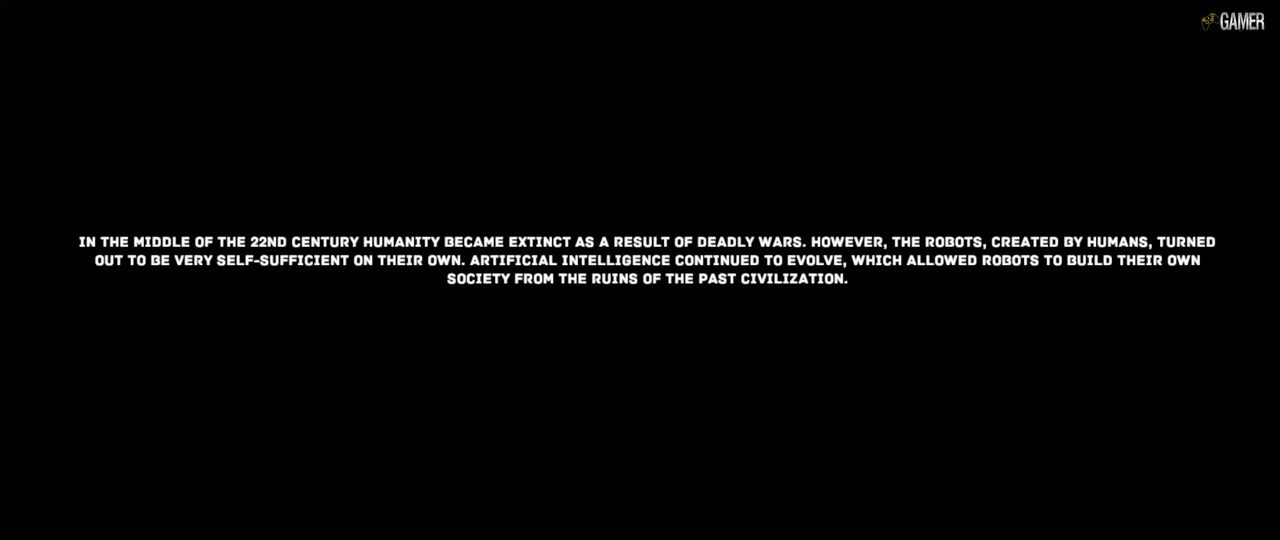 GAMER
IN THE MIDDLE OF THE 22ND CENTURY HUMANITY BECAME EXTINCT AS A RESULT OF DEADLY WARS. HOWEVER, THE ROBOTS, CREATED BY HUMANS, TURNED
OUT TO BE VERY SELF-SUFFICIENT ON THEIR OWN. ARTIFICIAL INTELLIGENCE CONTINUED TO EVOLVE, WHICH ALLOWED ROBOTS TO BUILD THEIR OWN
SOCIETY FROM THE RUINS OF THE PAST CIVILIZATION.